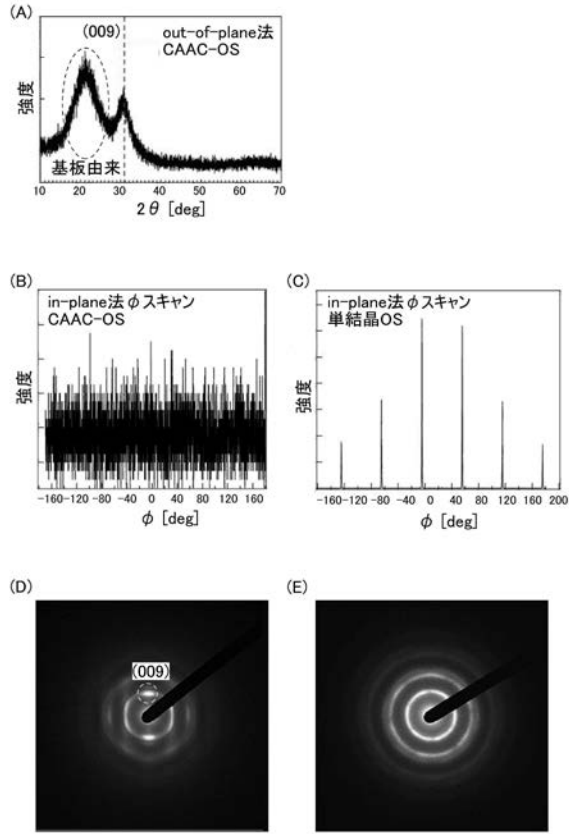 (A)
(009)
out-of-plane法
CAAC-OS
強度
基板由来
10 20 30 40 50 60 70
2θ [deg]
(B)
in-plane法φスキャン
CAAC-OS
強度
-160 -120 -80 -40 0 40 80 120 160
φ [deg]
(C)
in-plane法φスキャン
単結晶OS
強度
-160 -120 -80 -40 0 40 80 120 160 200
φ [deg]
(D)
(009)
(E)